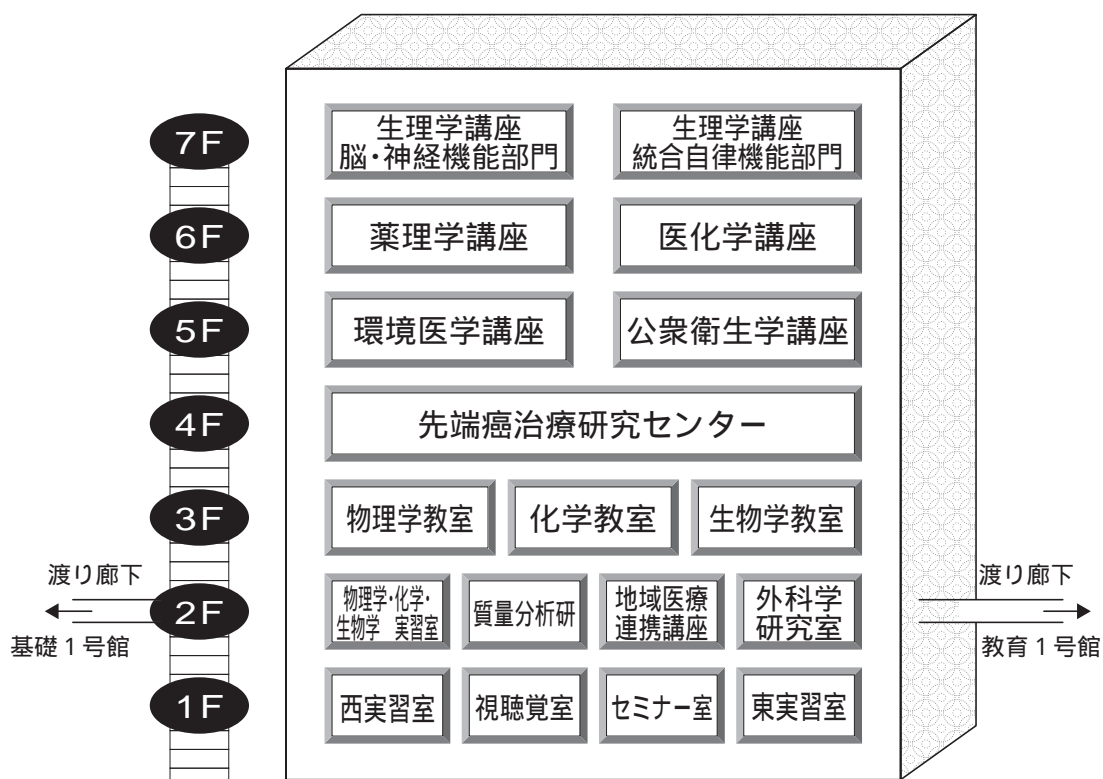 7F
生理学講座
脳・神経機能部門
生理学講座
統合自律機能部門
6F
薬理学講座
医化学講座
5F
環境医学講座
公衆衛生学講座
4F
先端癌治療研究センター
3F
物理学教室
化学教室
生物学教室
渡り廊下
基礎1号館
2F
物理学・化学・
生物学 実習室
質量分析研
地域医療
連携講座
外科学
研究室
渡り廊下
教育1号館
1F
西実習室
視聴覚室
セミナー室
東実習室